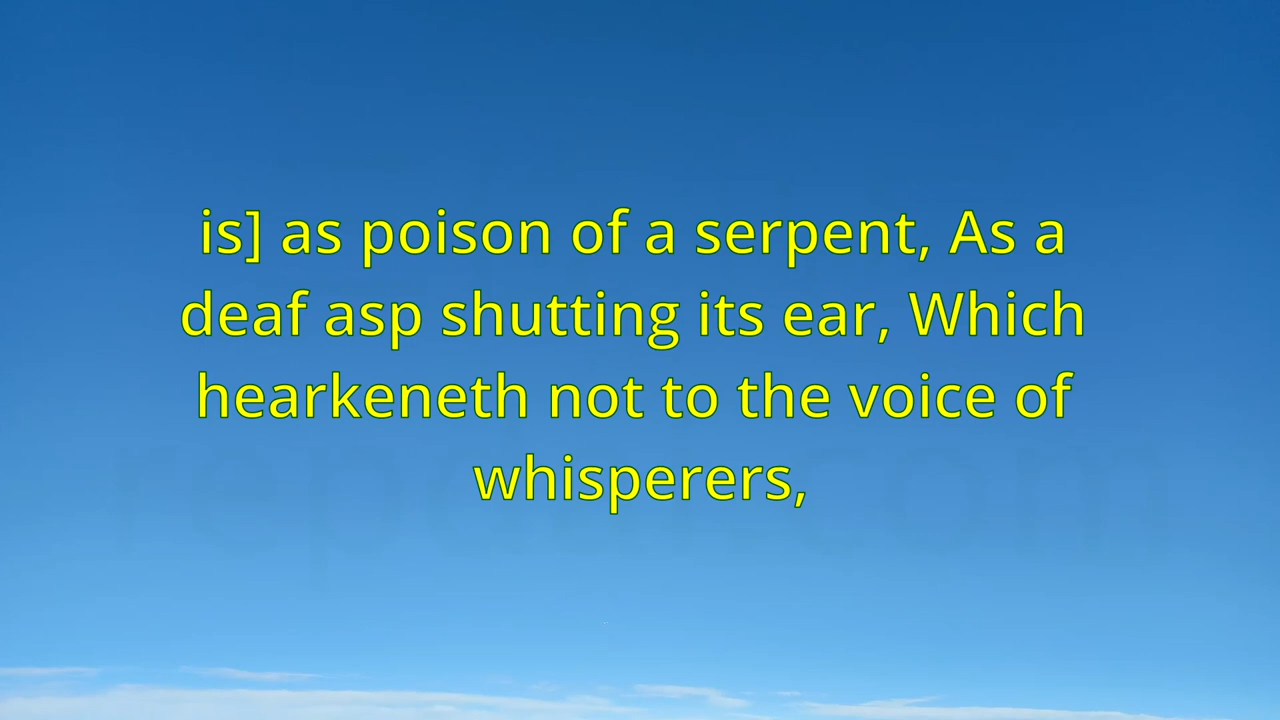 is] as poison of a serpent, As a
deaf asp shutting its ear, Which
hearkeneth not to the voice of
whisperers,